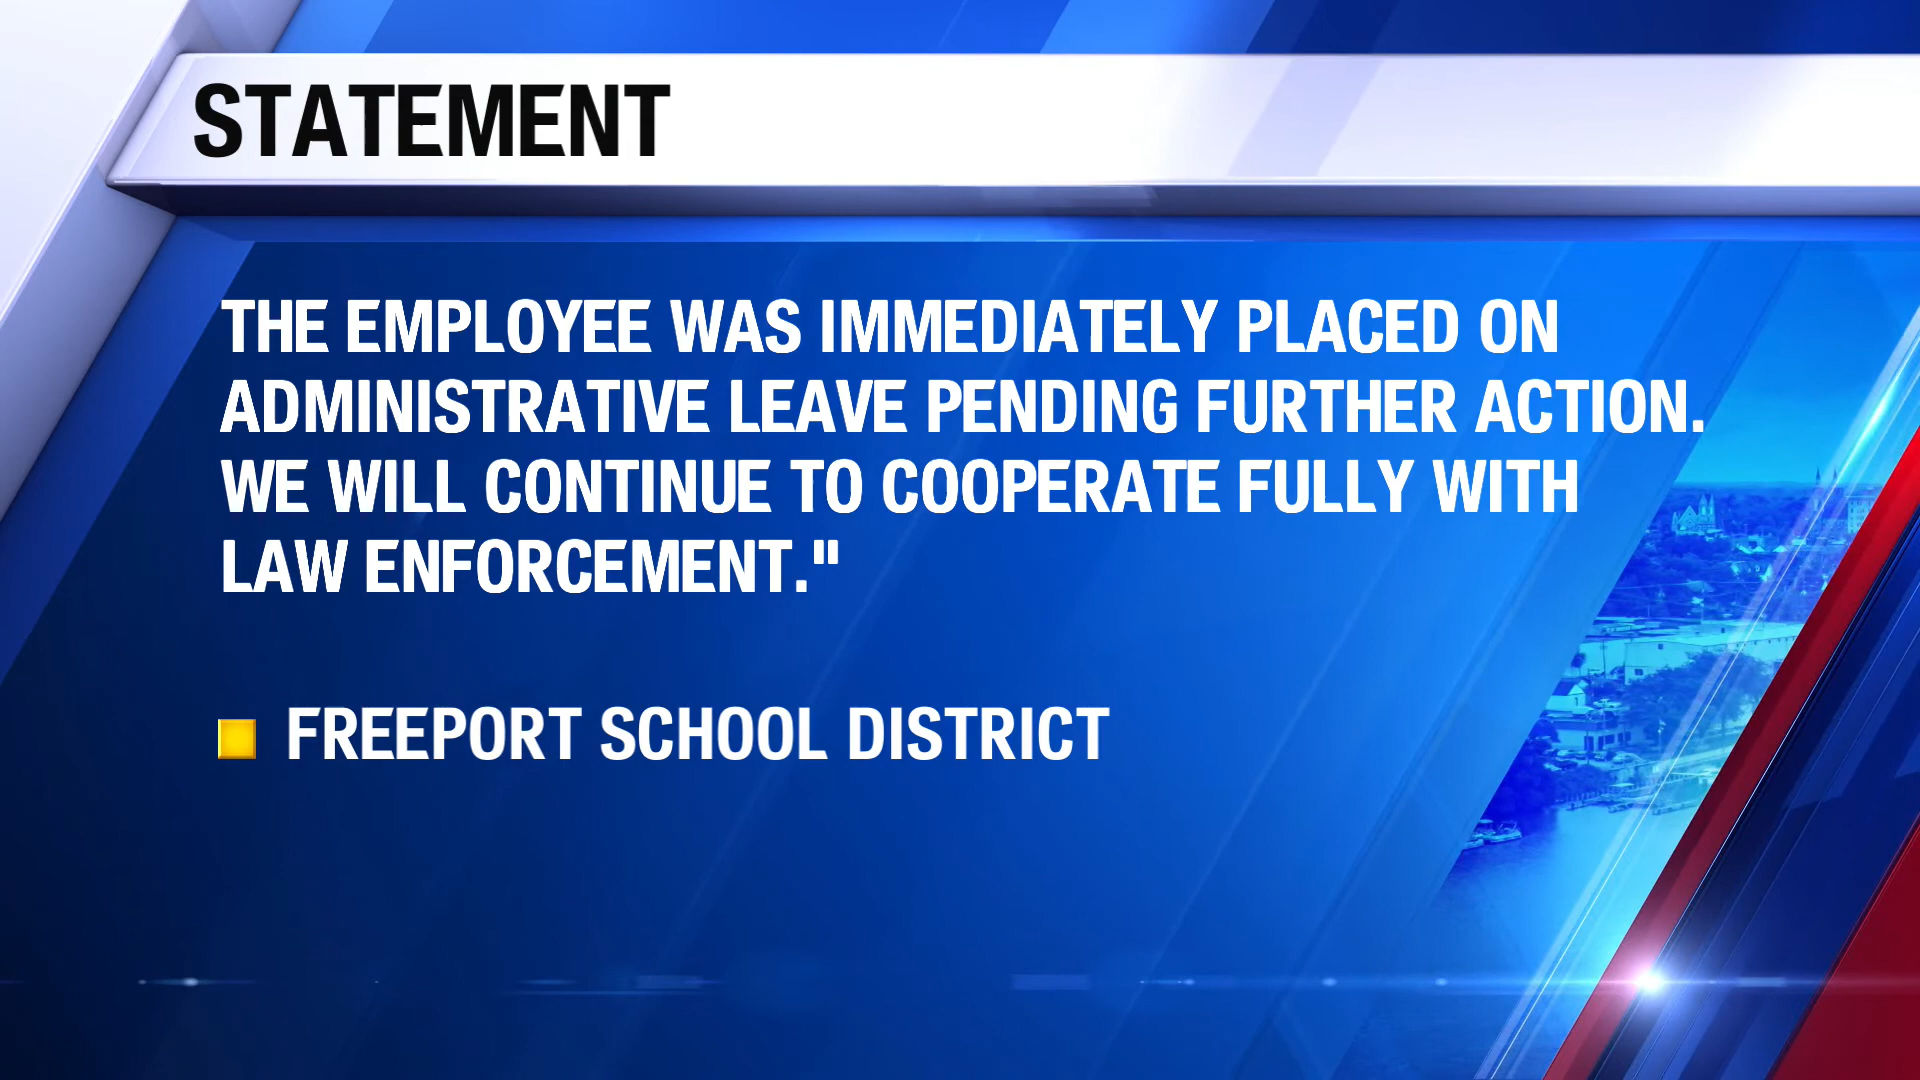 STATEMENT
THE EMPLOYEE WAS IMMEDIATELY PLACED ON
ADMINISTRATIVE LEAVE PENDING FURTHER ACTION.
WE WILL CONTINUE TO COOPERATE FULLY WITH
LAW ENFORCEMENT."
FREEPORT SCHOOL DISTRICT